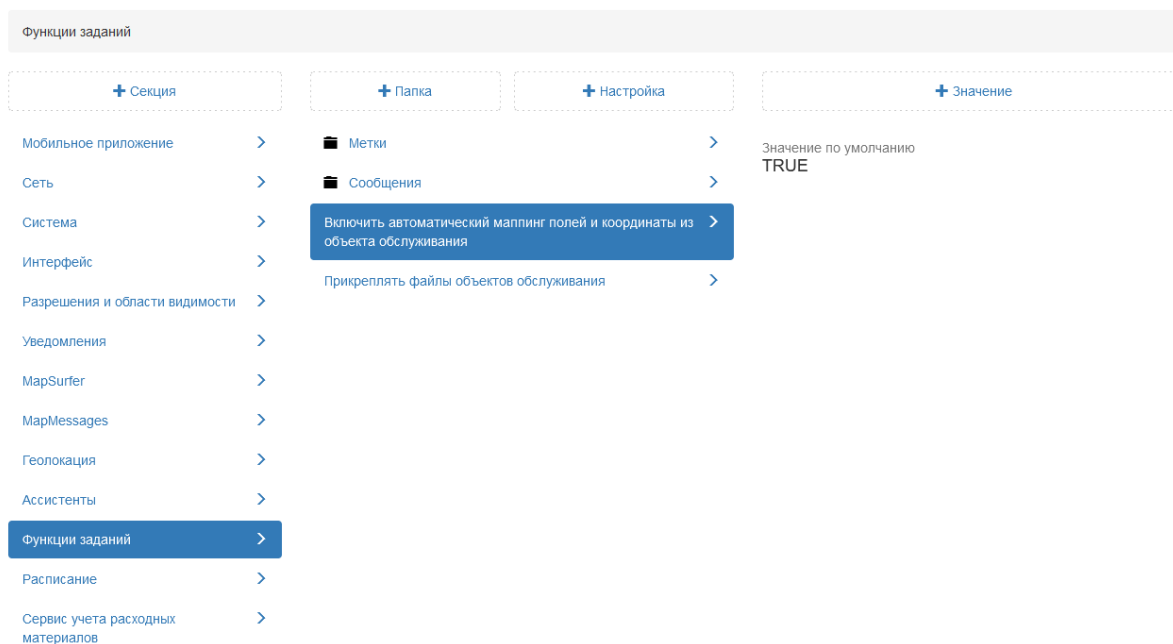 Функции заданий
+ Секция
+ Папка
+ Настройка
+ Значение
Мобильное приложение
Сеть
Система
Интерфейс
Разрешения и области видимости
Уведомления
MapSurfer
MapMessages
Геолокация
Ассистенты
Функции заданий
Расписание
Сервис учета расходных
материалов
Метки
Сообщения
Включить автоматический маппинг полей и координаты из
объекта обслуживания
Прикреплять файлы объектов обслуживания
Значение по умолчанию
TRUE